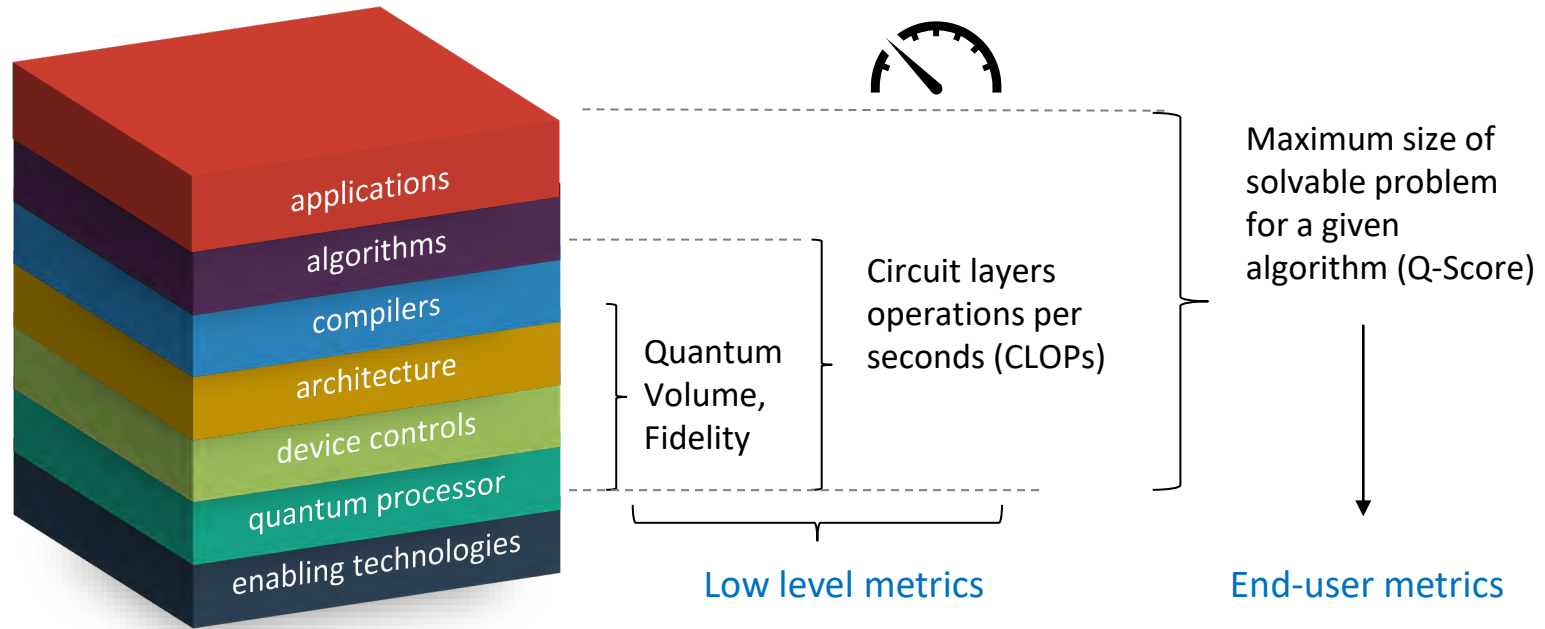 applications
algorithms
compilers
architecture
device controls
quantum processor
enabling technologies
Quantum
Volume,
Fidelity
Circuit layers
operations per
seconds (CLOPs)
Maximum size of
solvable problem
for a given
algorithm (Q-Score)
Low level metrics
End-user metrics